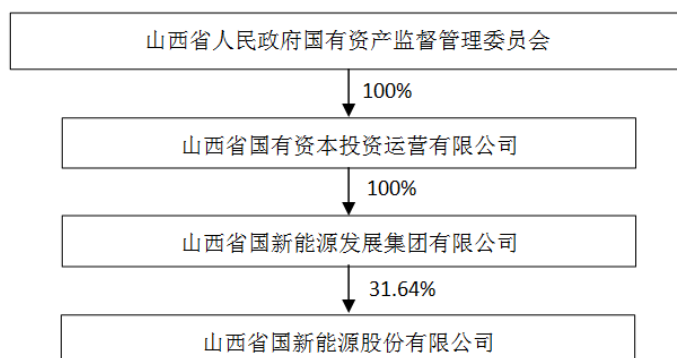 山西省人民政府国有资产监督管理委员会
100%
山西省国有资本投资运营有限公司
100%
山西省国新能源发展集团有限公司
31.64%
山西省国新能源股份有限公司